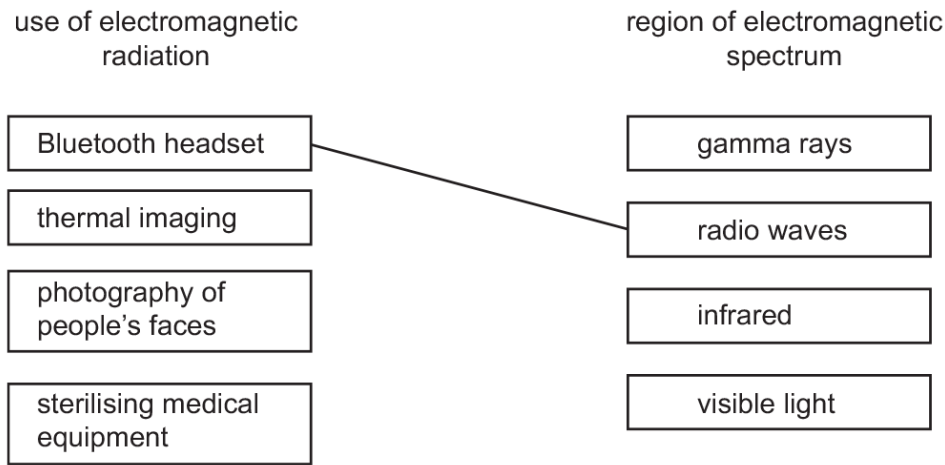 use of electromagnetic
radiation
region of electromagnetic
spectrum
Bluetooth headset
thermal imaging
photography of
people’s faces
sterilising medical
equipment
gamma rays
radio waves
infrared
visible light